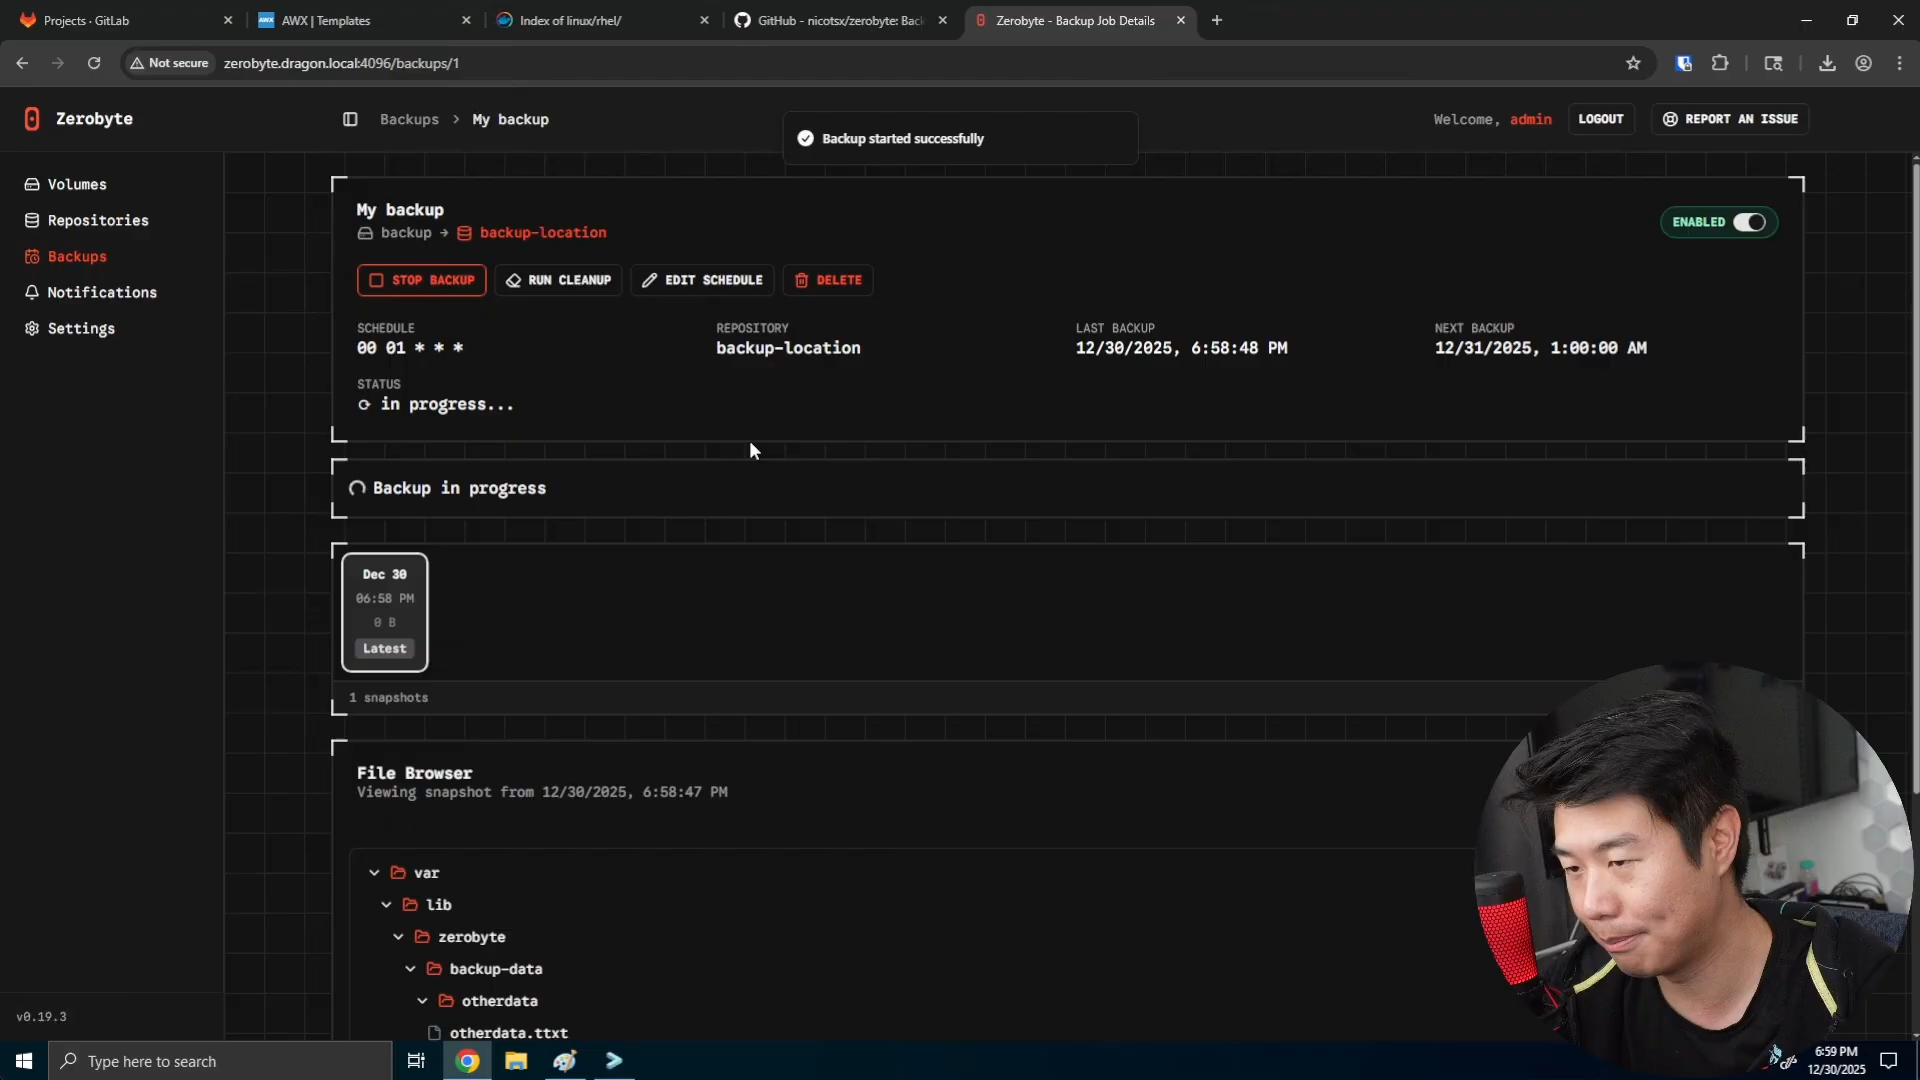 Projects · GitLab
AWX | Templates
Index of linux/rhel/
GitHub - nicotsx/zerobyte: Back
Zerobyte - Backup Job Details
Not secure
zerobyte.dragon.local:4096/backups/1
Zerobyte
Backups > My backup
Backup started successfully
Welcome, admin
LOGOUT
REPORT AN ISSUE
Volumes
Repositories
Backups
Notifications
Settings
My backup
backup → backup-location
ENABLED
STOP BACKUP
RUN CLEANUP
EDIT SCHEDULE
DELETE
SCHEDULE
00 01 * * *
REPOSITORY
backup-location
LAST BACKUP
12/30/2025, 6:58:48 PM
NEXT BACKUP
12/31/2025, 1:00:00 AM
STATUS
in progress...
Backup in progress
Dec 30
06:58 PM
0 B
Latest
1 snapshots
File Browser
Viewing snapshot from 12/30/2025, 6:58:47 PM
var
lib
zerobyte
backup-data
otherdata
otherdata.ttxt
v0.19.3
Type here to search
6:59 PM
12/30/2025